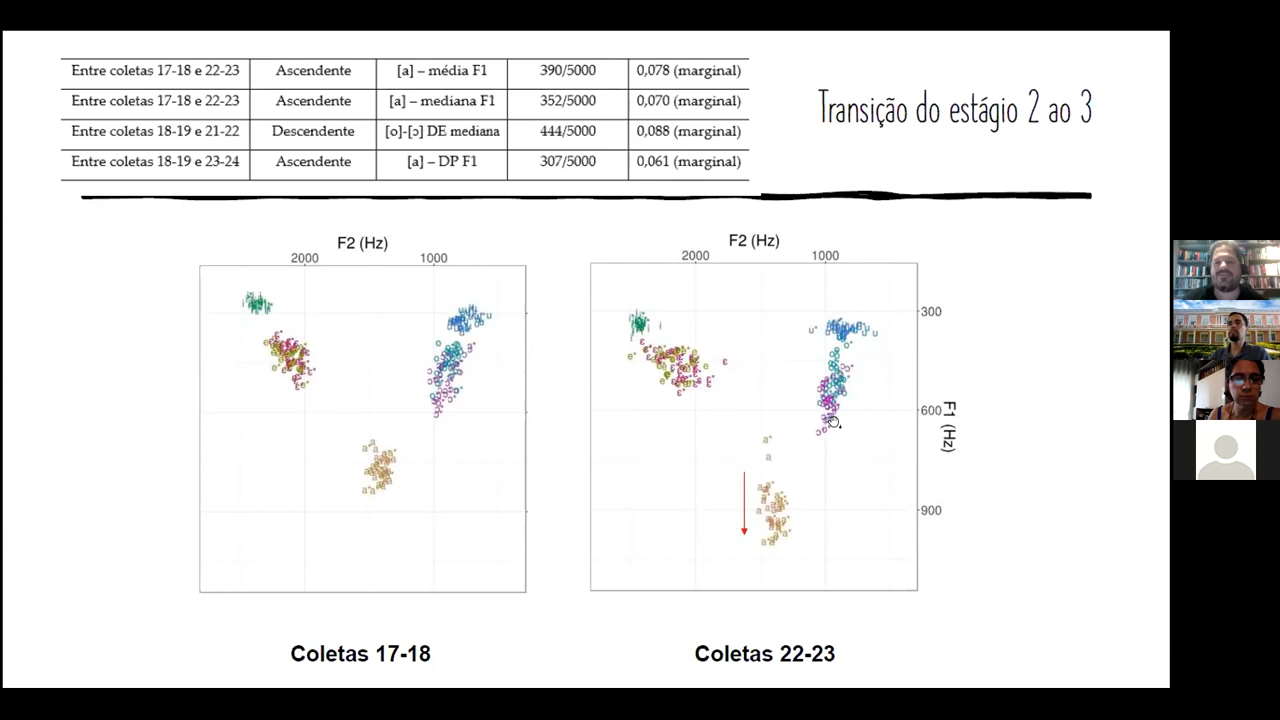 Entre coletas 17-18 e 22-23 Ascendente [a] – média F1 390/5000 0,078 (marginal)
Entre coletas 17-18 e 22-23 Ascendente [a] – mediana F1 352/5000 0,070 (marginal)
Entre coletas 18-19 e 21-22 Descendente [o]-[ɔ] DE mediana 444/5000 0,088 (marginal)
Entre coletas 18-19 e 23-24 Ascendente [a] – DP F1 307/5000 0,061 (marginal)
Transição do estágio 2 ao 3
F2 (Hz)
2000 1000
F2 (Hz)
2000 1000
300
600
900
F1 (Hz)
Coletas 17-18
Coletas 22-23